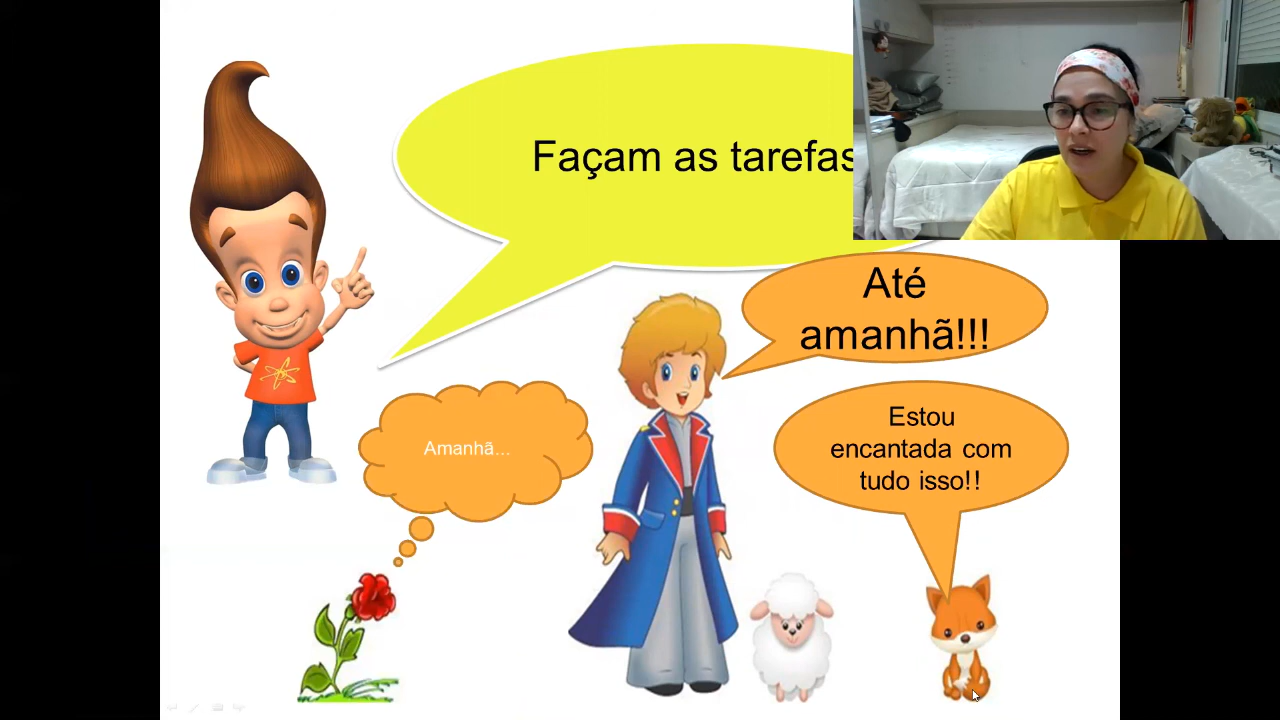 Façam as tarefas
Até
amanhã!!!
Amanhã...
Estou
encantada com
tudo isso!!